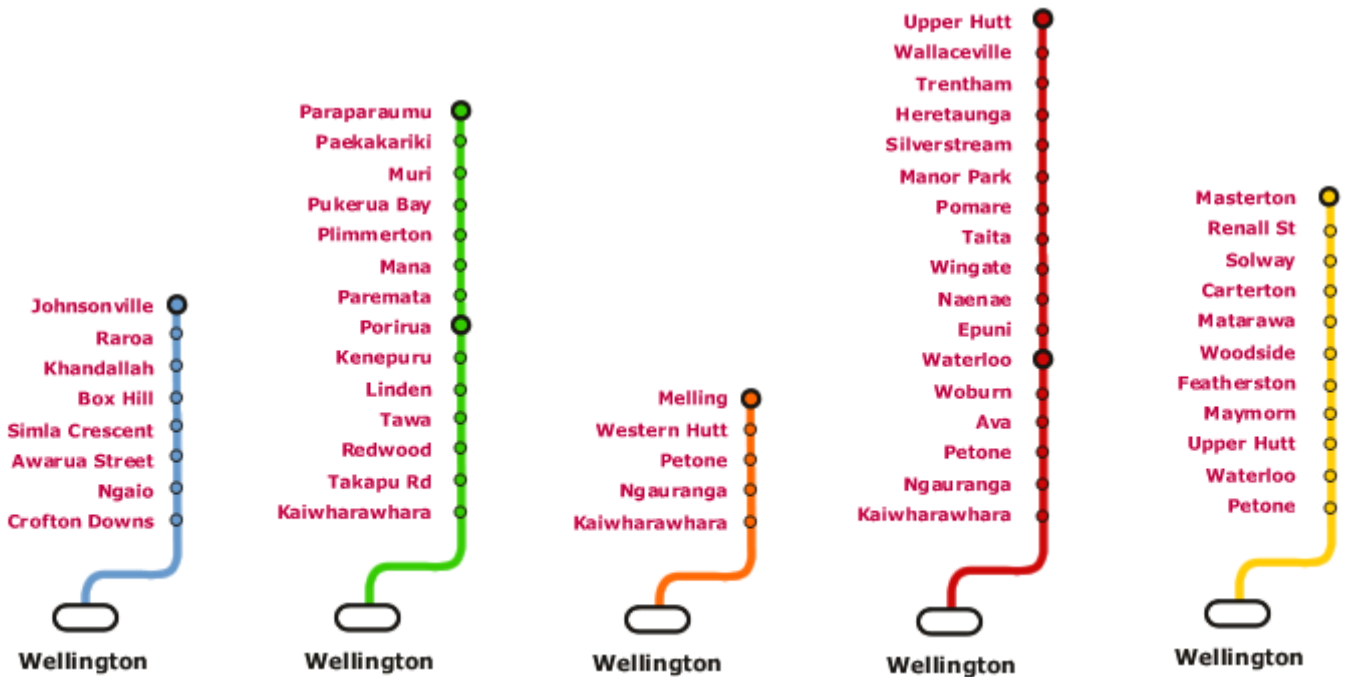 Johnsonville
Raroa
Khandallah
Box Hill
Simla Crescent
Awarua Street
Ngaio
Crofton Downs
Wellington
Paraparaumu
Paekakariki
Muri
Pukerua Bay
Plimmerton
Mana
Paremata
Porirua
Kenepuru
Linden
Tawa
Redwood
Takapu Rd
Kaiwharawhara
Wellington
Melling
Western Hutt
Petone
Ngauranga
Kaiwharawhara
Wellington
Upper Hutt
Wallaceville
Trentham
Heretaunga
Silverstream
Manor Park
Pomare
Taita
Wingate
Naenae
Epuni
Waterloo
Woburn
Ava
Petone
Ngauranga
Kaiwharawhara
Wellington
Masterton
Renall St
Solway
Carterton
Matarawa
Woodside
Featherston
Maymorn
Upper Hutt
Waterloo
Petone
Wellington